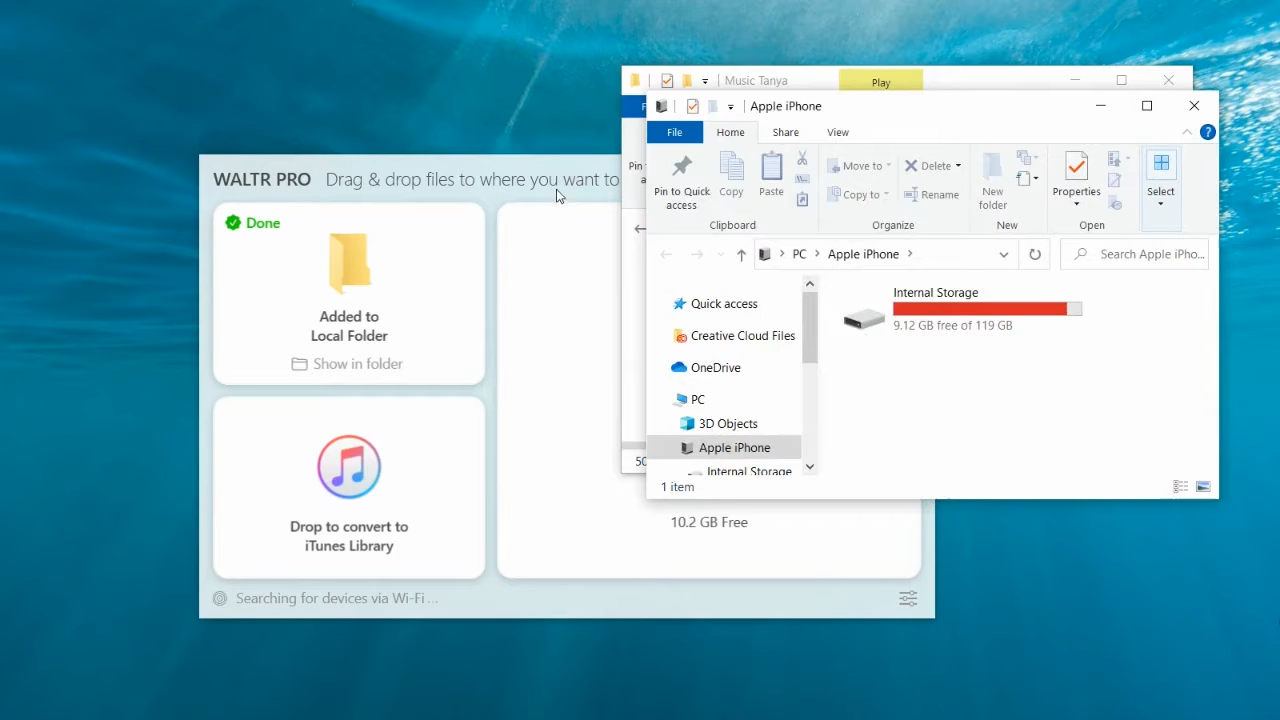 Music Tanya
Play
Apple iPhone
File
Home
Share
View
Pin to Quick access
Copy
Paste
Clipboard
Move to
Copy to
Delete
Rename
Organize
New folder
New
Properties
Open
Select
PC
Apple iPhone
Search Apple iPho...
Quick access
Creative Cloud Files
OneDrive
PC
3D Objects
Apple iPhone
Internal Storage
Internal Storage
9.12 GB free of 119 GB
1 item
WALTR PRO Drag & drop files to where you want to
Done
Added to
Local Folder
Show in folder
Drop to convert to
iTunes Library
10.2 GB Free
Searching for devices via Wi-Fi...